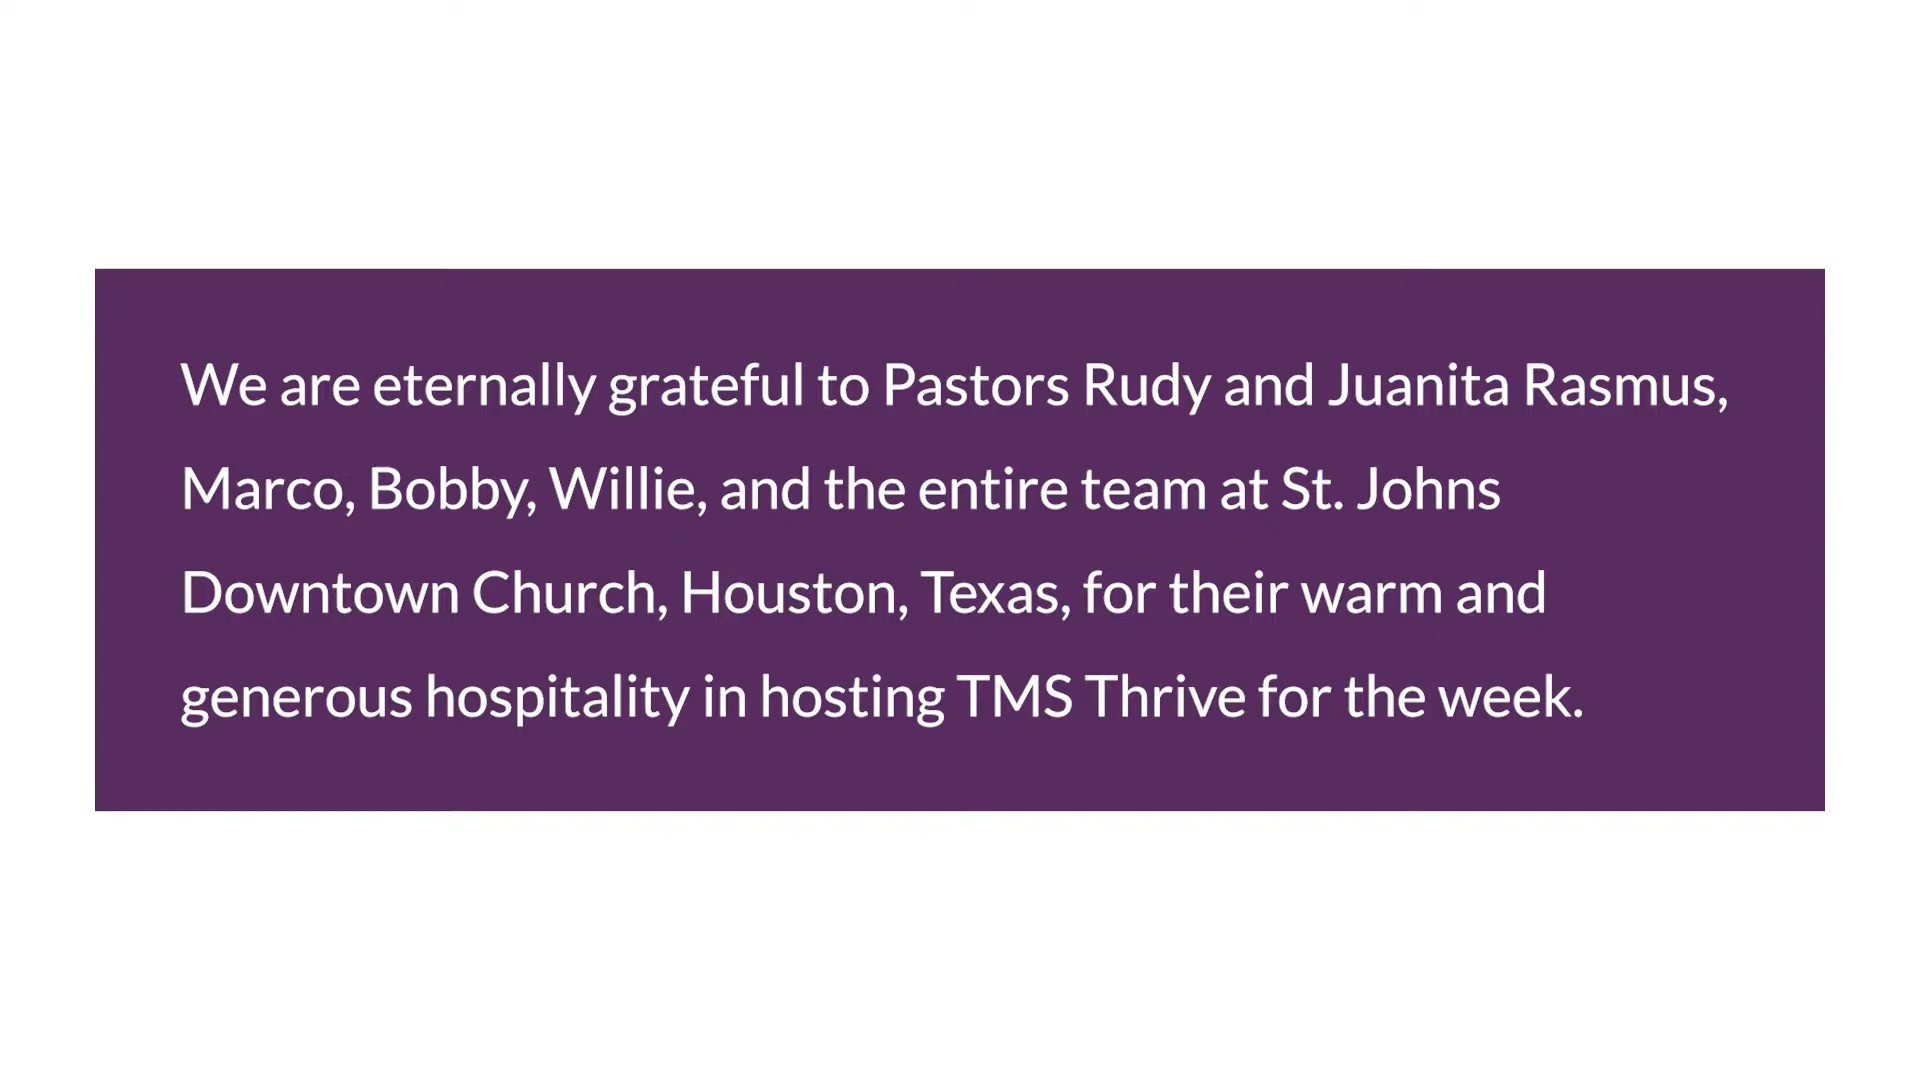 We are eternally grateful to Pastors Rudy and Juanita Rasmus,
Marco, Bobby, Willie, and the entire team at St. Johns
Downtown Church, Houston, Texas, for their warm and
generous hospitality in hosting TMS Thrive for the week.